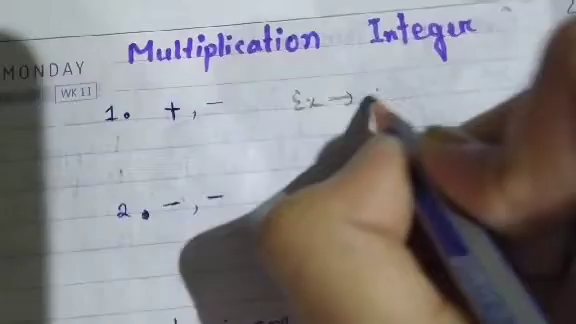 Multiplication Integer
MONDAY
WK 11
1. +, - Ex →
2. -, -